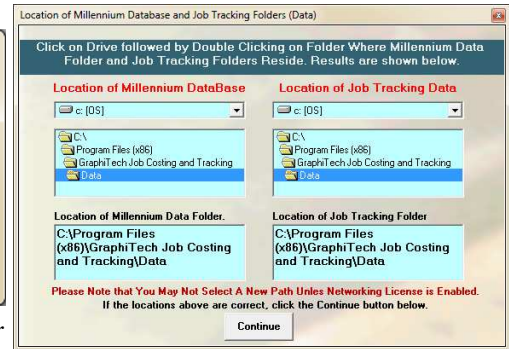 Location of Millennium Database and Job Tracking Folders (Data)
Click on Drive followed by Double Clicking on Folder Where Millennium Data
Folder and Job Tracking Folders Reside. Results are shown below.
Location of Millennium DataBase
c: [OS]
C:\
Program Files (x86)
GraphiTech Job Costing and Tracking
Data
Location of Millennium Data Folder.
C:\Program Files
(x86)\GraphiTech Job Costing
and Tracking\Data
Location of Job Tracking Data
c: [OS]
C:\
Program Files (x86)
GraphiTech Job Costing and Tracking
Data
Location of Job Tracking Folder
C:\Program Files
(x86)\GraphiTech Job Costing
and Tracking\Data
Please Note that You May Not Select A New Path Unles Networking License is Enabled.
If the locations above are correct, click the Continue button below.
Continue